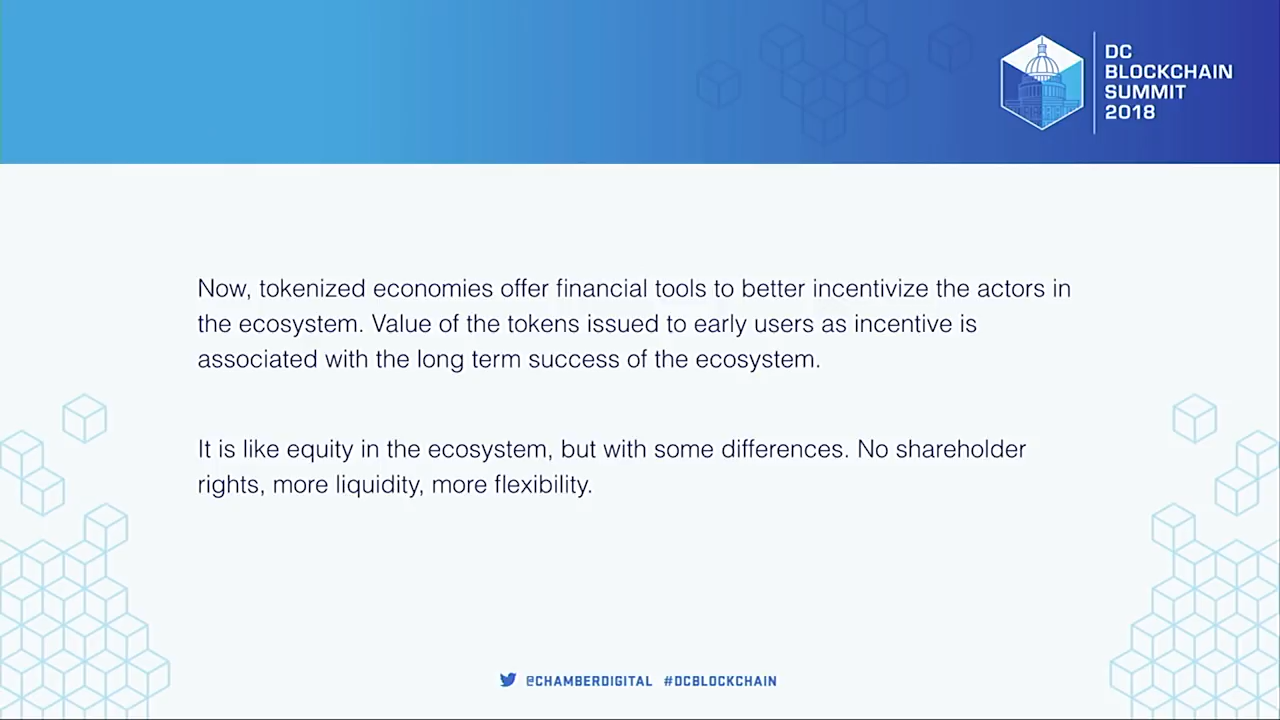 DC
BLOCKCHAIN
SUMMIT
2018
Now, tokenized economies offer financial tools to better incentivize the actors in
the ecosystem. Value of the tokens issued to early users as incentive is
associated with the long term success of the ecosystem.
It is like equity in the ecosystem, but with some differences. No shareholder
rights, more liquidity, more flexibility.
@CHAMBERDIGITAL #DCBLOCKCHAIN